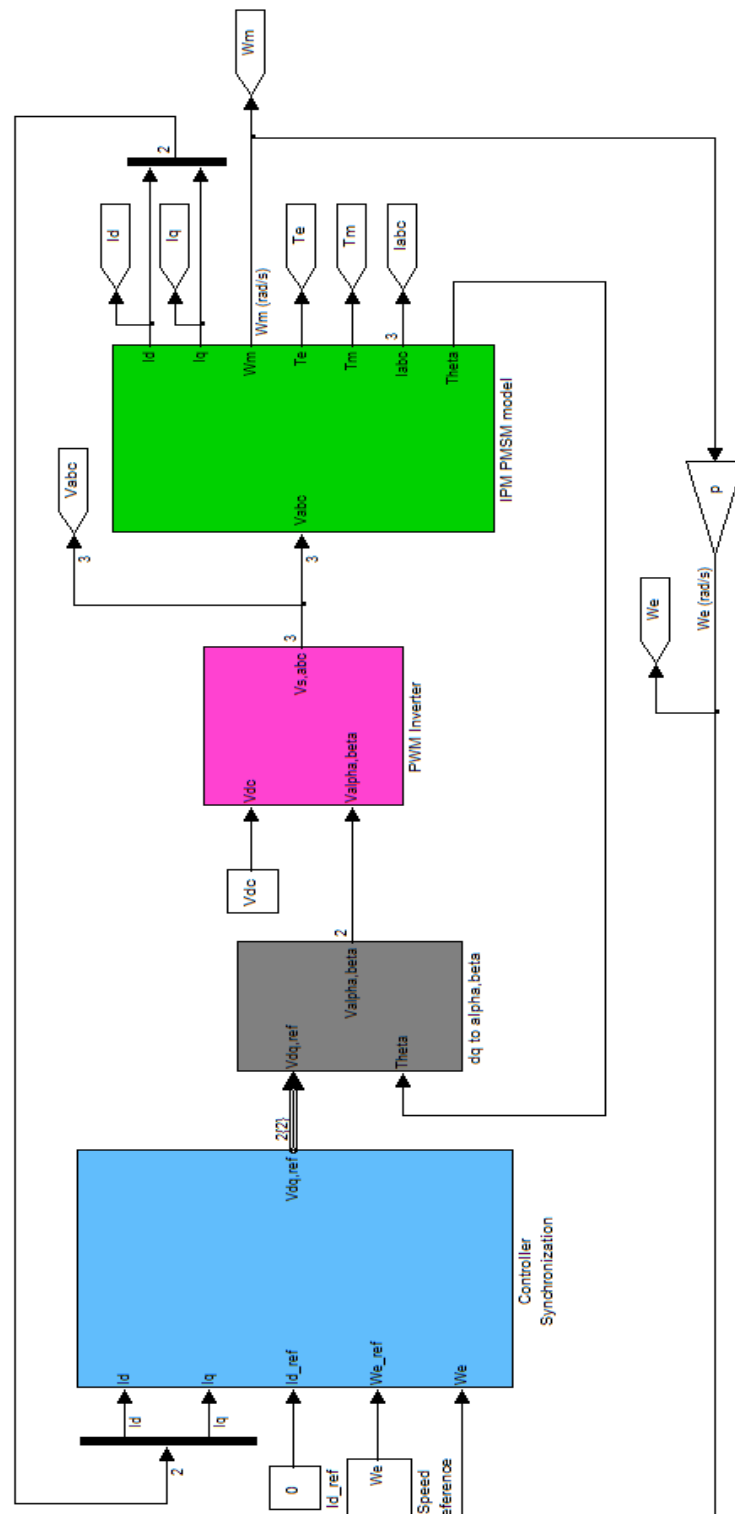 Id
Iq
2
Id
Iq
Id_ref
We_ref
We
0
Id_ref
We
Speed
eference
Vdq,ref
Controller
Synchronization
2{2}
Vdq,ref
Theta
Valpha,beta
dq to alpha,beta
2
Vdc
Vdc
Valpha,beta
Vs,abc
PWM Inverter
3
3
3
Vabc
Vabc
Id
Iq
Wm
Te
Tm
Iabc
Theta
IPM PMSM model
Id
Iq
2
Wm (rad/s)
Wm
Te
Tm
3
Iabc
p
We (rad/s)
We